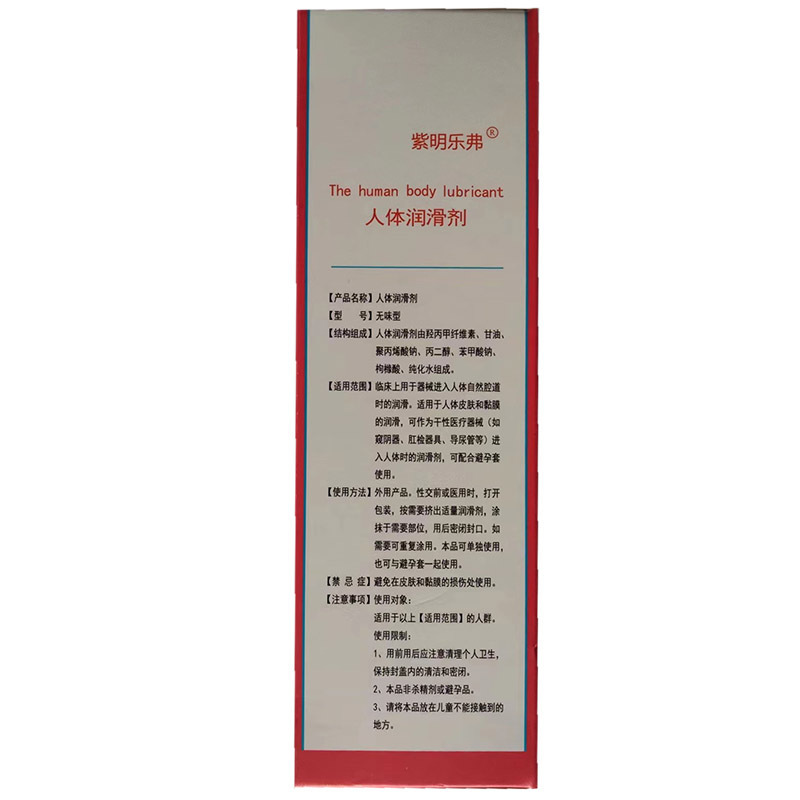 紫明乐弗®
The human body lubricant
人体润滑剂
【产品名称】人体润滑剂
【型 号】无味型
【结构组成】人体润滑剂由羟丙甲纤维素、甘油、
聚丙烯酸钠、丙二醇、苯甲酸钠、
枸橼酸、纯化水组成。
【适用范围】临床上用于器械进入人体自然腔道
时的润滑。适用于人体皮肤和黏膜
的润滑，可作为干性医疗器械（如
窥阴器、肛检器具、导尿管等）进
入人体时的润滑剂，可配合避孕套
使用。
【使用方法】外用产品。性交前或医用时，打开
包装，按需要挤出适量润滑剂，涂
抹于需要部位，用后密闭封口。如
需要可重复涂用。本品可单独使用，
也可与避孕套一起使用。
【禁 忌 症】避免在皮肤和黏膜的损伤处使用。
【注意事项】使用对象：
适用于以上【适用范围】的人群。
使用限制：
1、用前用后应注意清理个人卫生，
保持封盖内的清洁和密闭。
2、本品非杀精剂或避孕品。
3、请将本品放在儿童不能接触到的
地方。